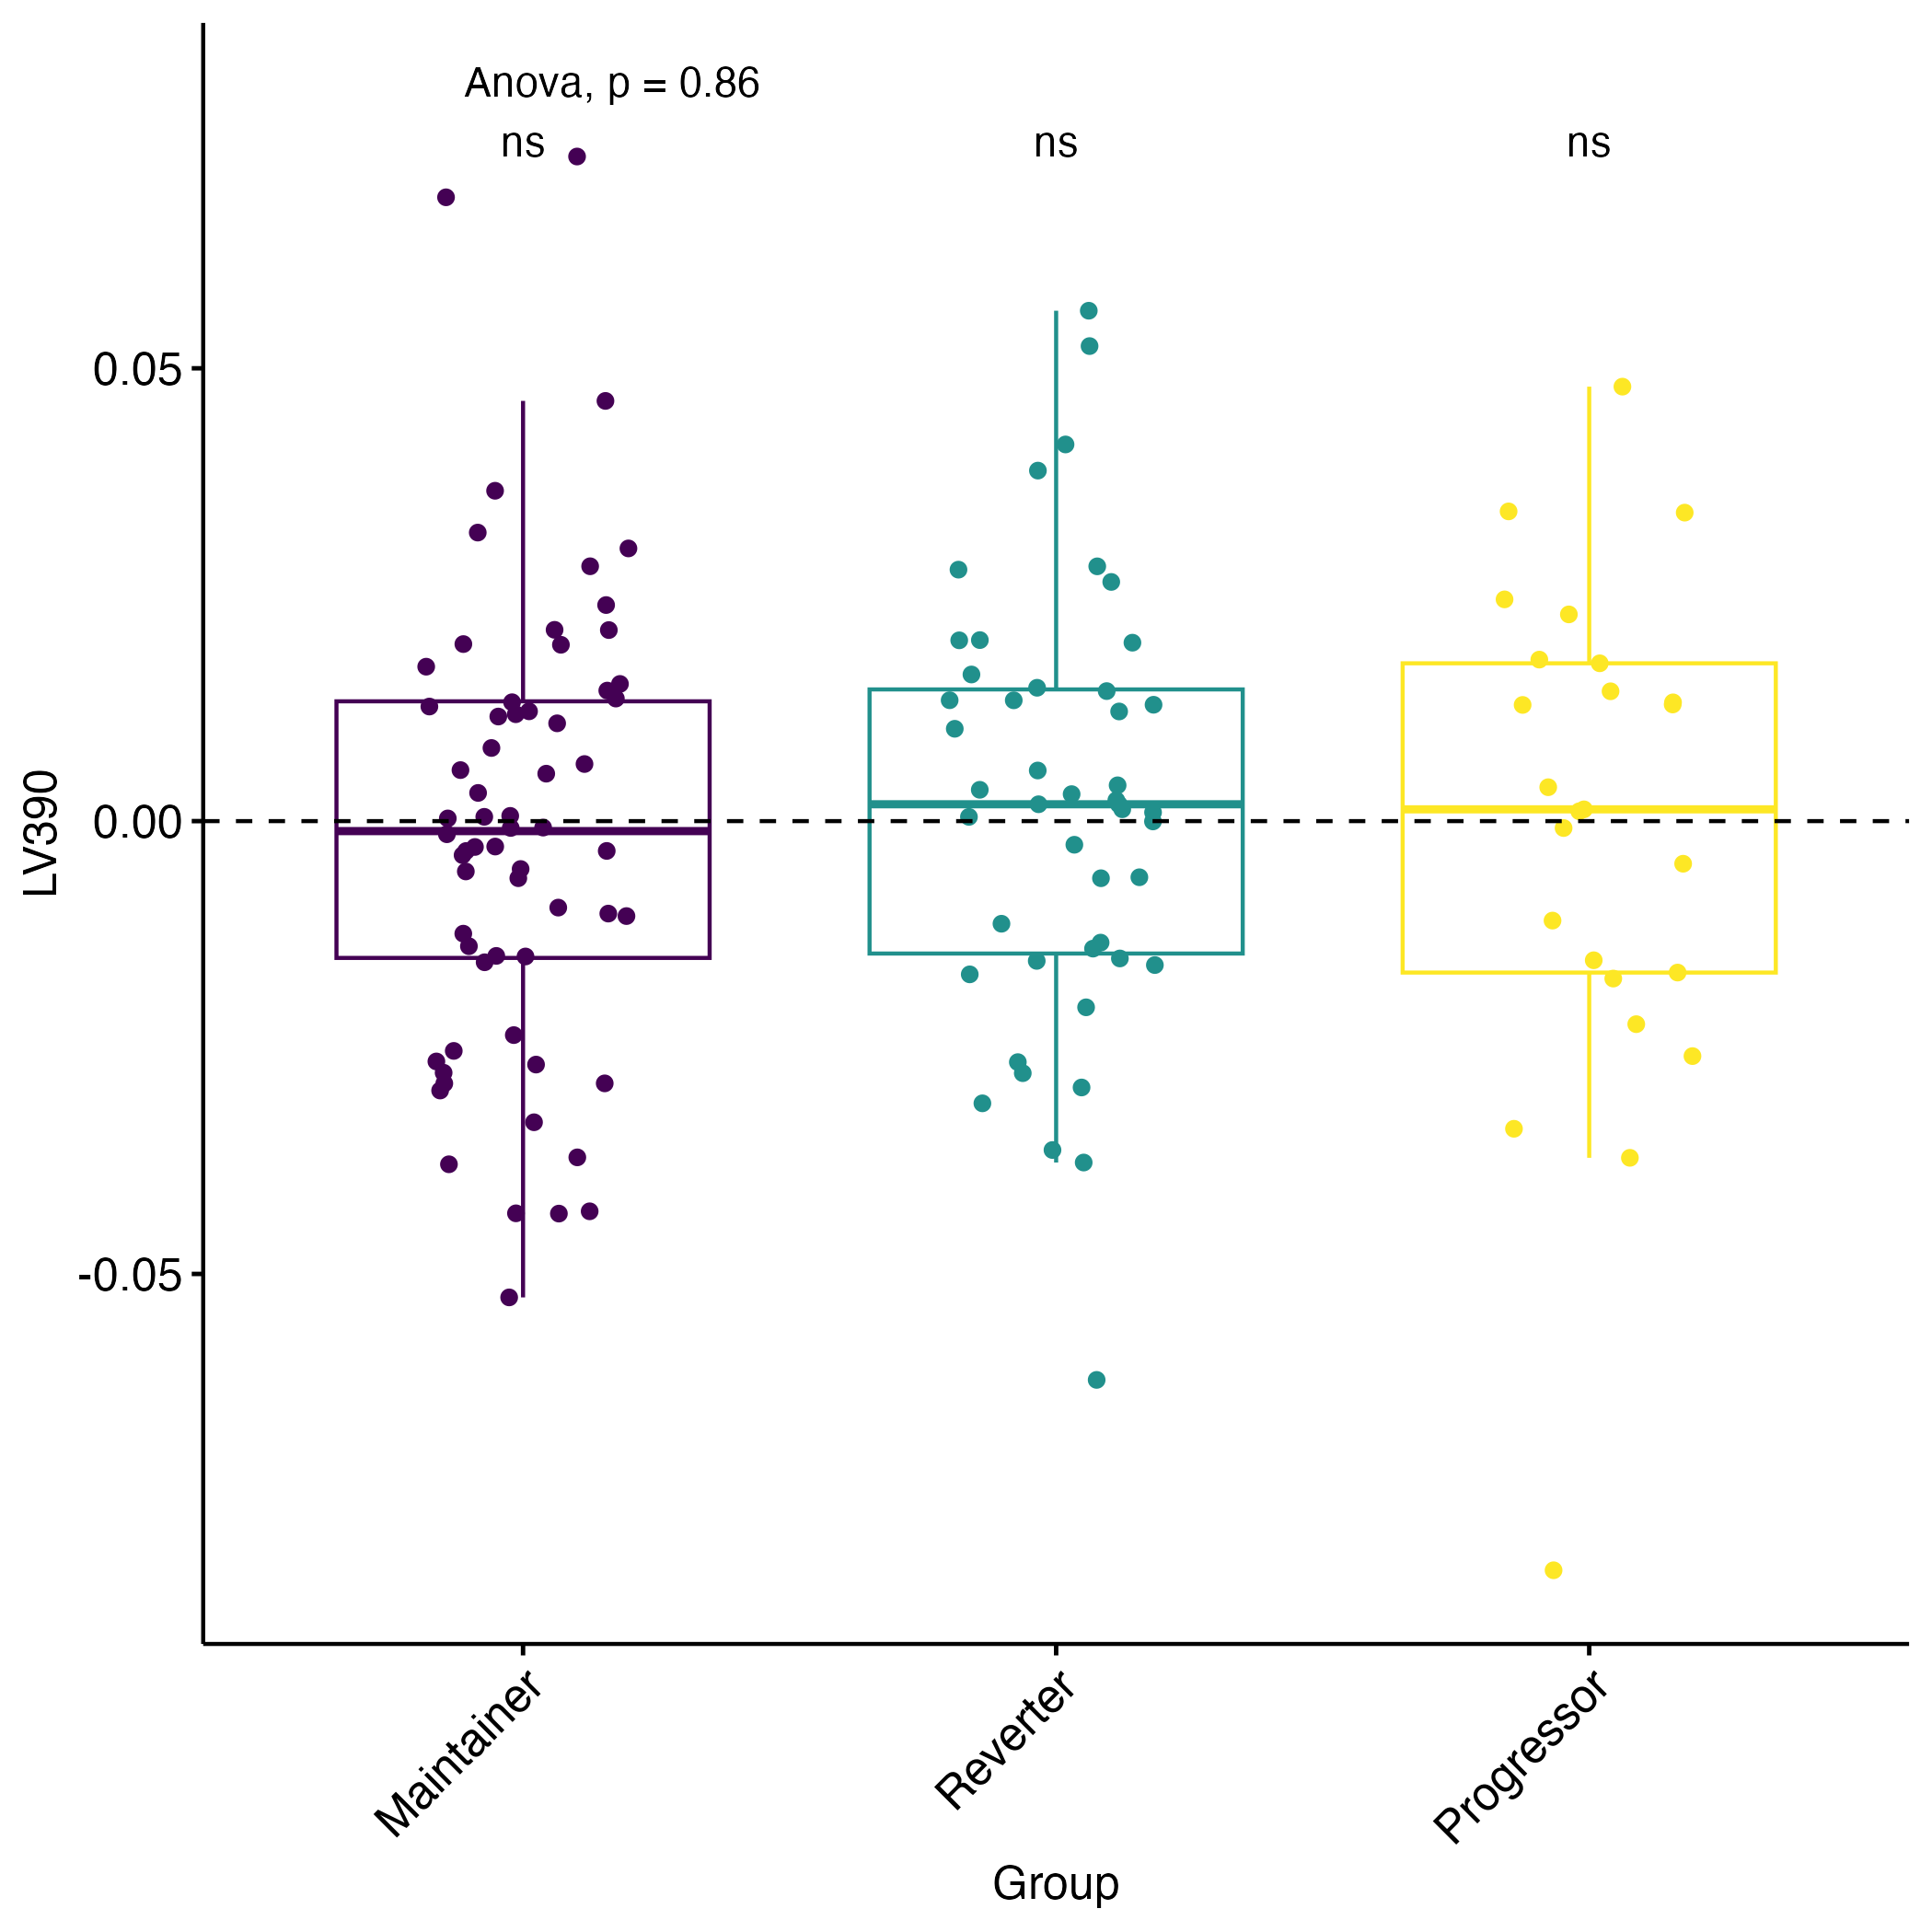 Anova, p = 0.86
ns ns ns
0.05
0.00
-0.05
LV390
Maintainer Reverter Progressor
Group